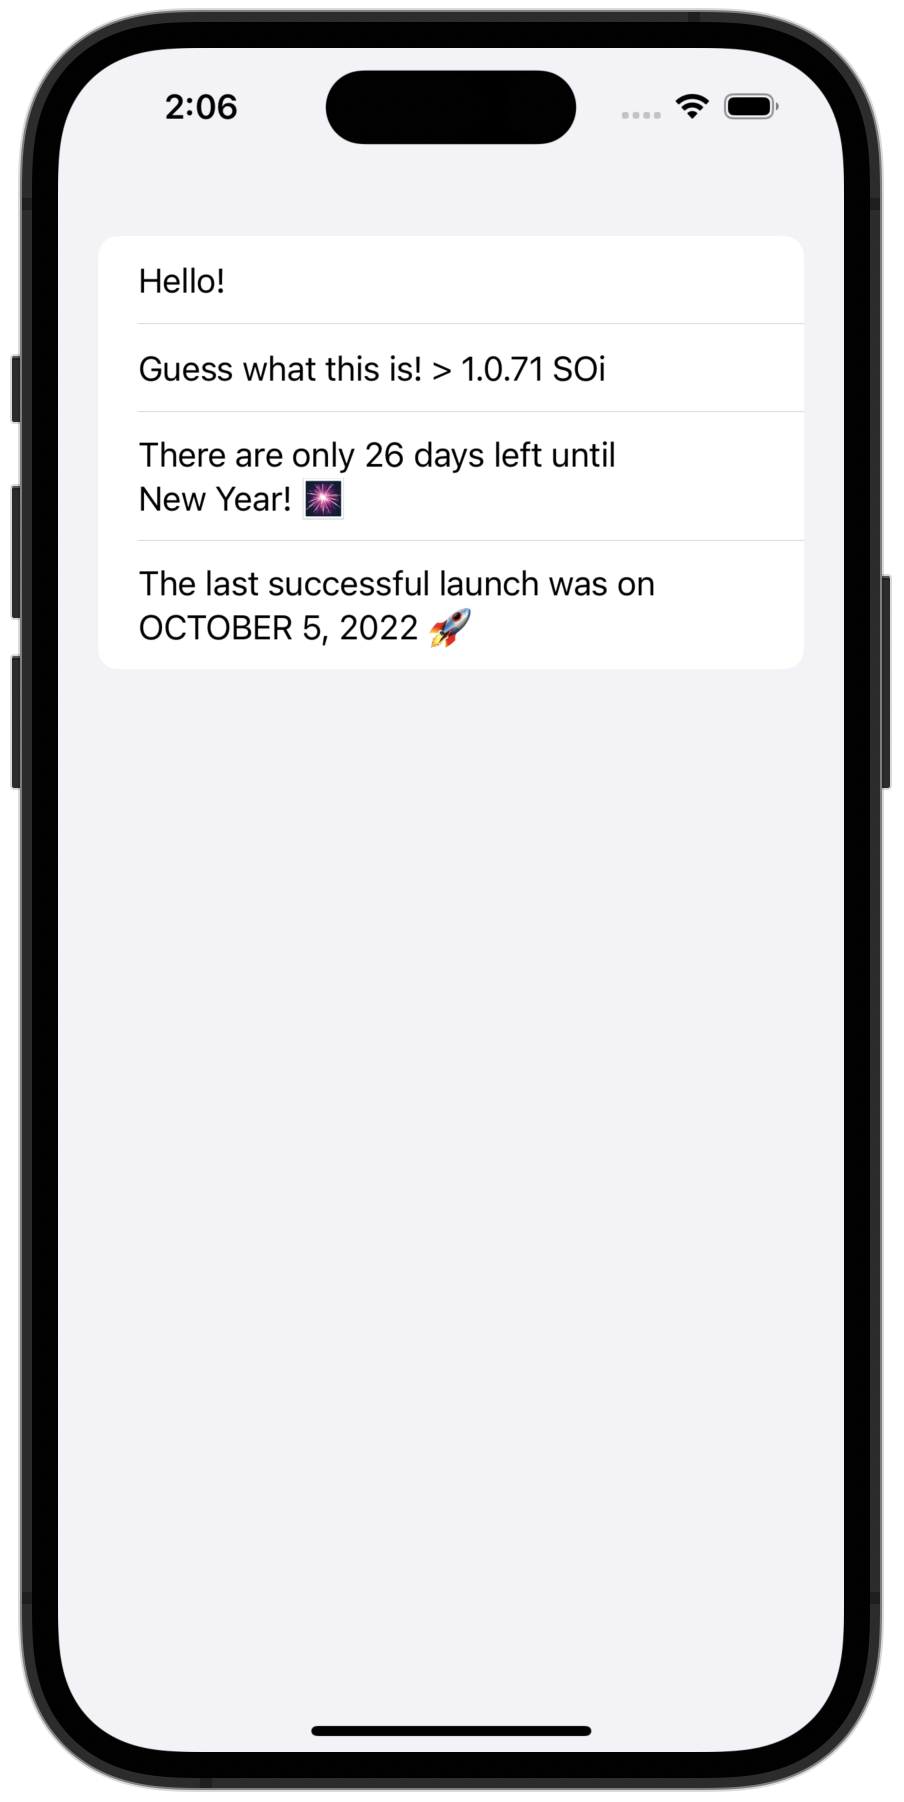 2:06
Hello!
Guess what this is! > 1.0.71 SOi
There are only 26 days left until
New Year! 🎆
The last successful launch was on
OCTOBER 5, 2022 🚀